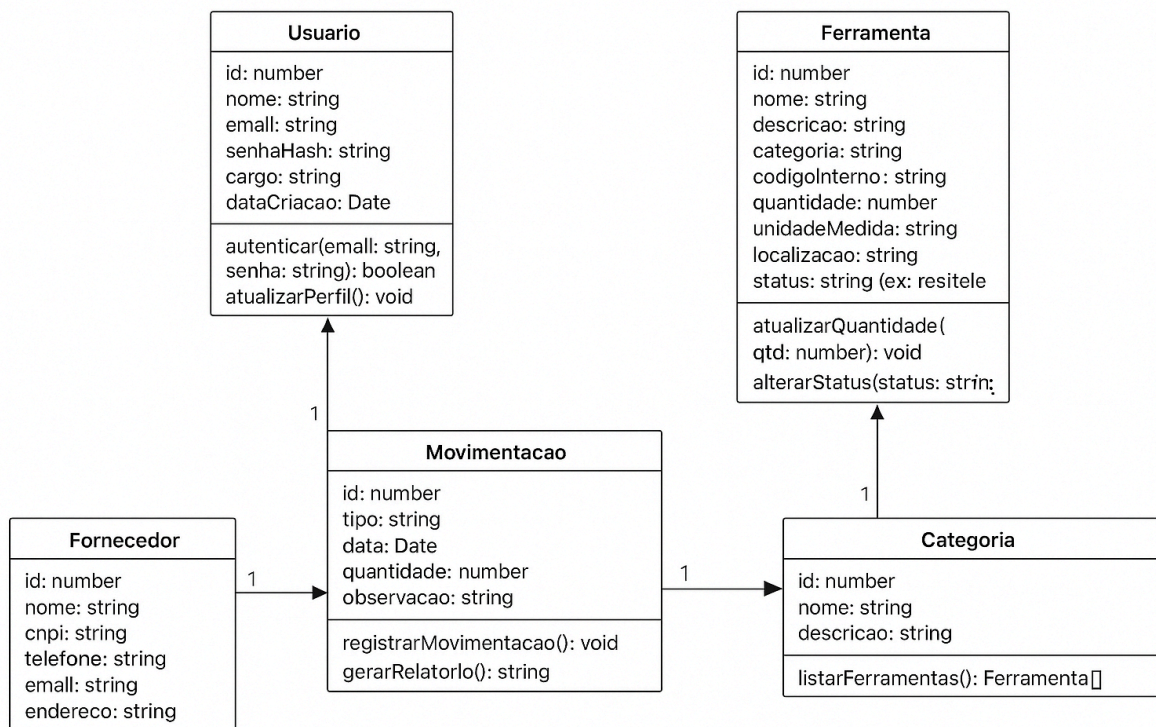 Usuario
id: number
nome: string
emall: string
senhaHash: string
cargo: string
dataCriacao: Date
autenticar(emall: string,
senha: string): boolean
atualizarPerfil(): void
Ferramenta
id: number
nome: string
descricao: string
categoria: string
codigoInterno: string
quantidade: number
unidadeMedida: string
localizacao: string
status: string (ex: resitele
atualizarQuantidade(
qtd: number): void
alterarStatus(status: strin
1
Movimentacao
id: number
tipo: string
data: Date
quantidade: number
observacao: string
registrarMovimentacao(): void
gerarRelatorlo(): string
1
Fornecedor
id: number
nome: string
cnpi: string
telefone: string
emall: string
endereco: string
1
1
Categoria
id: number
nome: string
descricao: string
listarFerramentas(): Ferramenta[]